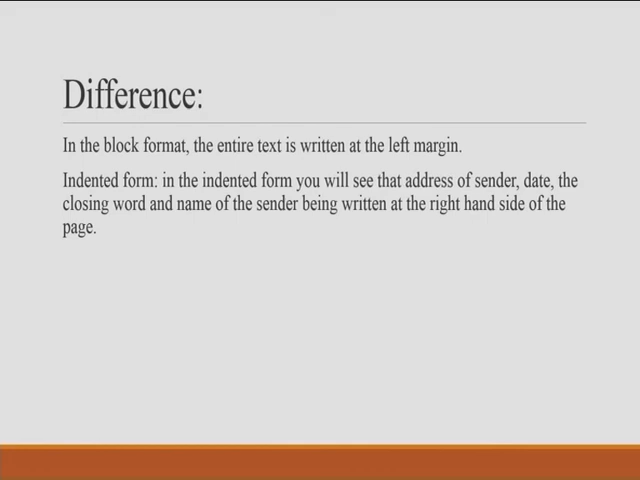 Difference:
In the block format, the entire text is written at the left margin.
Indented form: in the indented form you will see that address of sender, date, the
closing word and name of the sender being written at the right hand side of the
page.